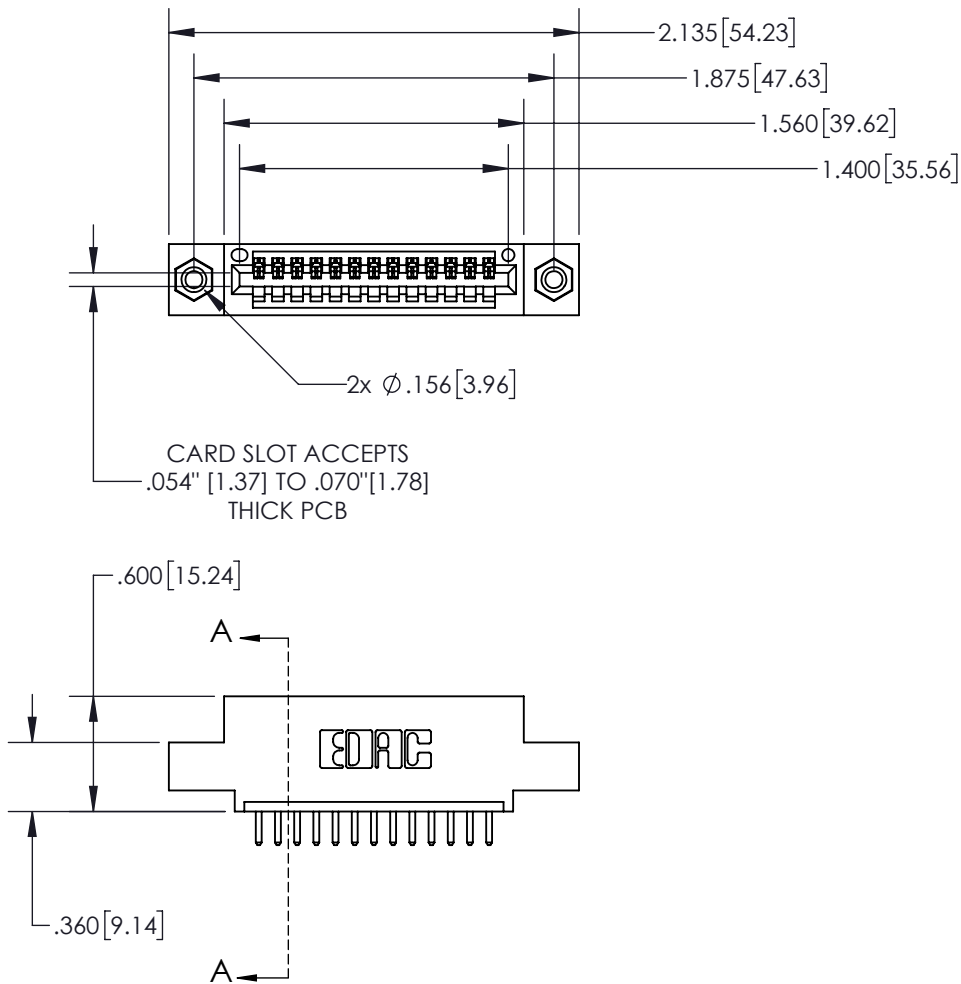 2.135[54.23]
1.875[47.63]
1.560[39.62]
1.400[35.56]
2x ∅.156[3.96]
CARD SLOT ACCEPTS
.054" [1.37] TO .070"[1.78]
THICK PCB
.600[15.24]
A
EDAC
.360[9.14]
A